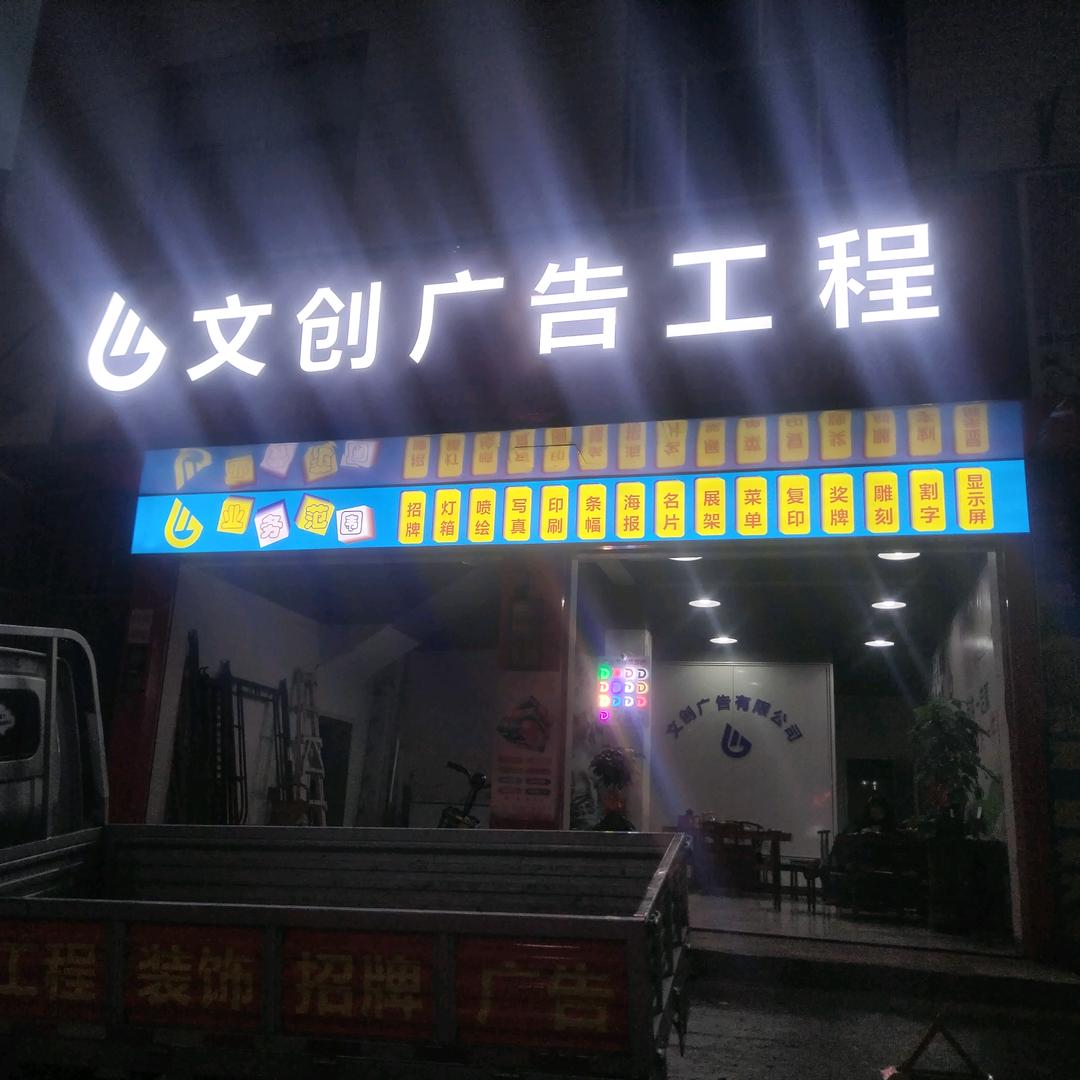 文创广告工程
业务范围 招牌 灯箱 喷绘 写真 印刷 条幅 海报 名片 展架 菜单 复印 奖牌 雕刻 割字 显示屏
文创广告有限公司
工程 装饰 招牌 广告